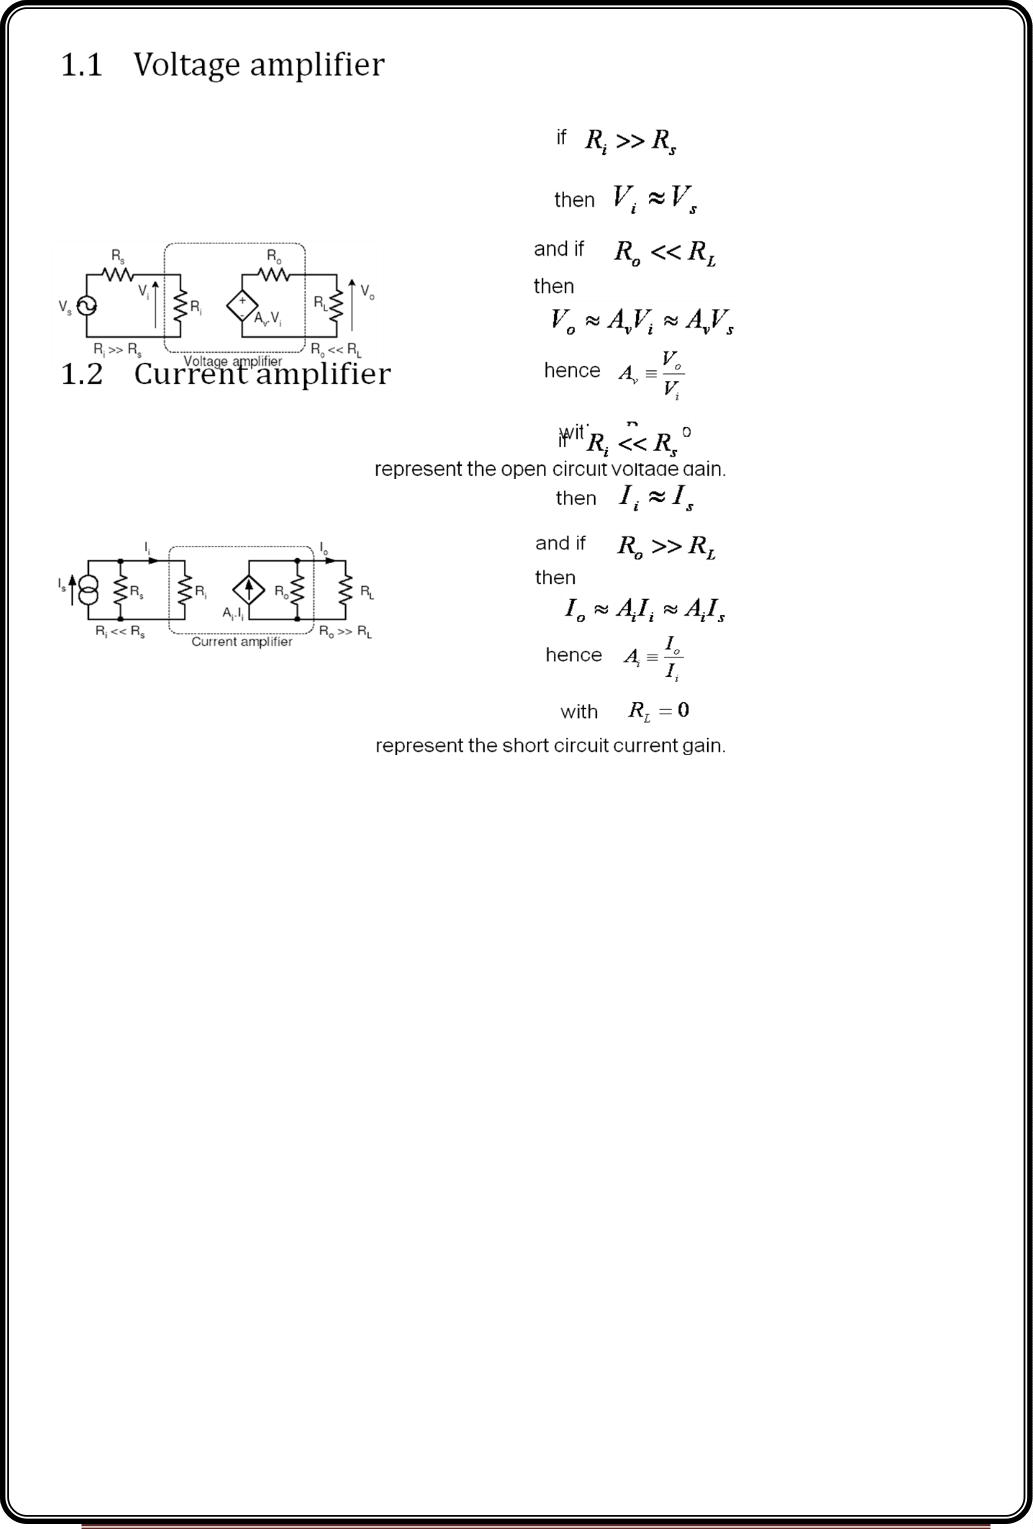 1.1 Voltage amplifier
if R_i >> R_s
then V_i ≈ V_s
and if R_o << R_L
then
V_o ≈ A_v V_i ≈ A_v V_s
hence A_v ≡ V_o / V_i
R_s
R_o
V_s
V_i
R_i
+
-
A_v.V_i
R_L
V_o
R_i >> R_s
R_o << R_L
Voltage amplifier
1.2 Current amplifier
if R_i << R_s
represent the open circuit voltage gain.
then I_i ≈ I_s
and if R_o >> R_L
then
I_o ≈ A_i I_i ≈ A_i I_s
hence A_i ≡ I_o / I_i
with R_L = 0
represent the short circuit current gain.
I_i
I_o
I_s
R_s
R_i
R_o
R_L
A_i.I_i
R_i << R_s
R_o >> R_L
Current amplifier